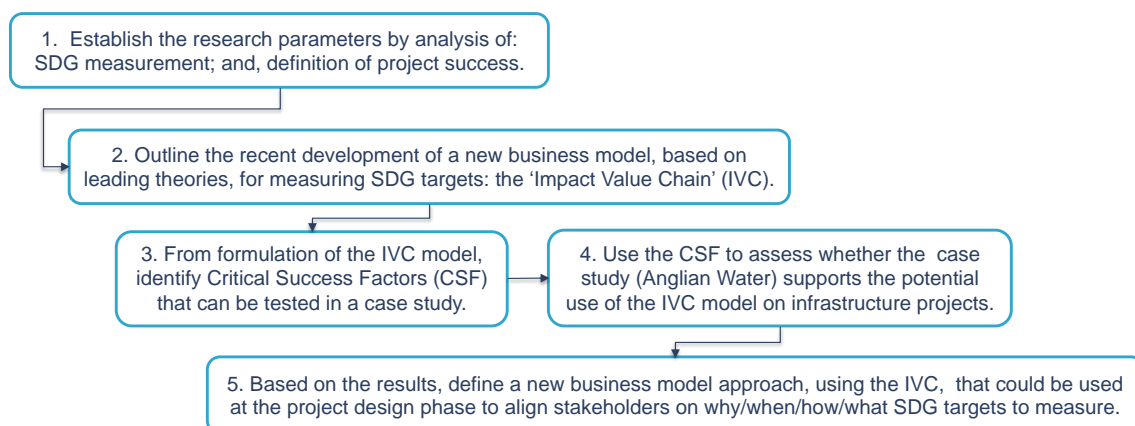 1. Establish the research parameters by analysis of:
SDG measurement; and, definition of project success.
2. Outline the recent development of a new business model, based on
leading theories, for measuring SDG targets: the ‘Impact Value Chain’ (IVC).
3. From formulation of the IVC model,
identify Critical Success Factors (CSF)
that can be tested in a case study.
4. Use the CSF to assess whether the case
study (Anglian Water) supports the potential
use of the IVC model on infrastructure projects.
5. Based on the results, define a new business model approach, using the IVC, that could be used
at the project design phase to align stakeholders on why/when/how/what SDG targets to measure.